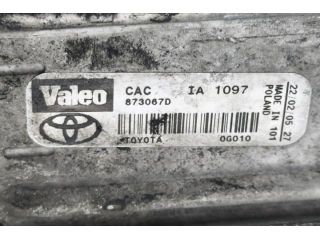 Valeo
CAC IA 1097
873067D
*TOYOTA 0G010
22 02 05 27
MADE IN 101
POLAND